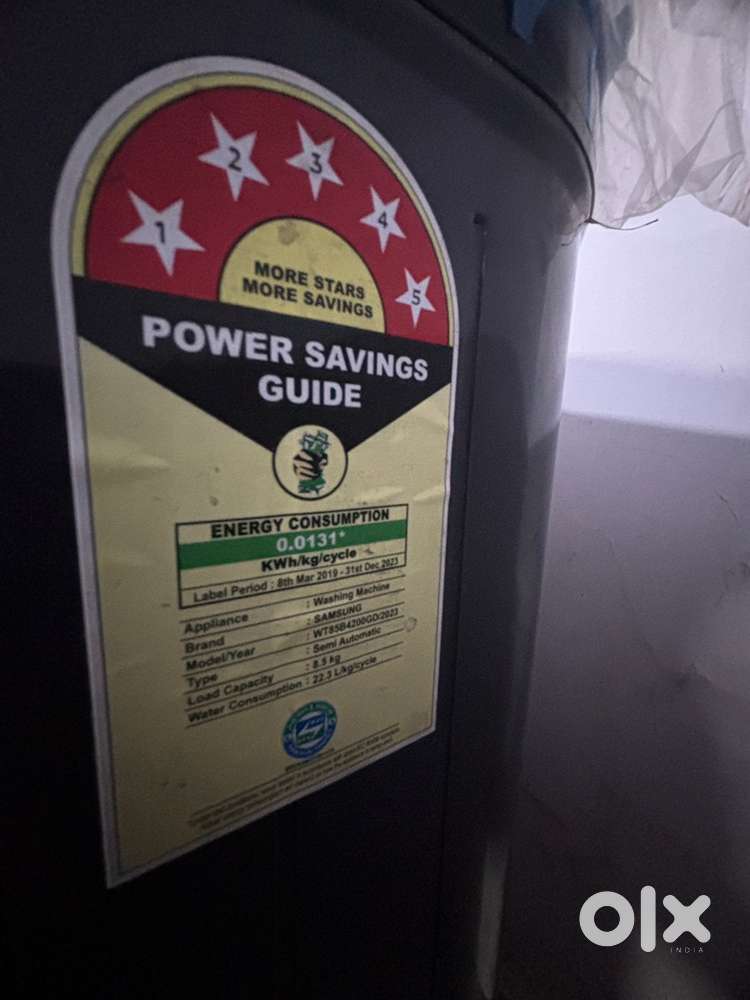 1 2 3 4 5
MORE STARS
MORE SAVINGS
POWER SAVINGS
GUIDE
ENERGY CONSUMPTION
0.0131*
KWh/kg/cycle
Label Period : 8th Mar 2019 - 31st Dec 2023
Appliance : Washing Machine
Brand : SAMSUNG
Model/Year : WT85B4200GD/2023
Type : Semi Automatic
Load Capacity : 8.5 kg
Water Consumption : 22.3 L/kg/cycle
olx
INDIA